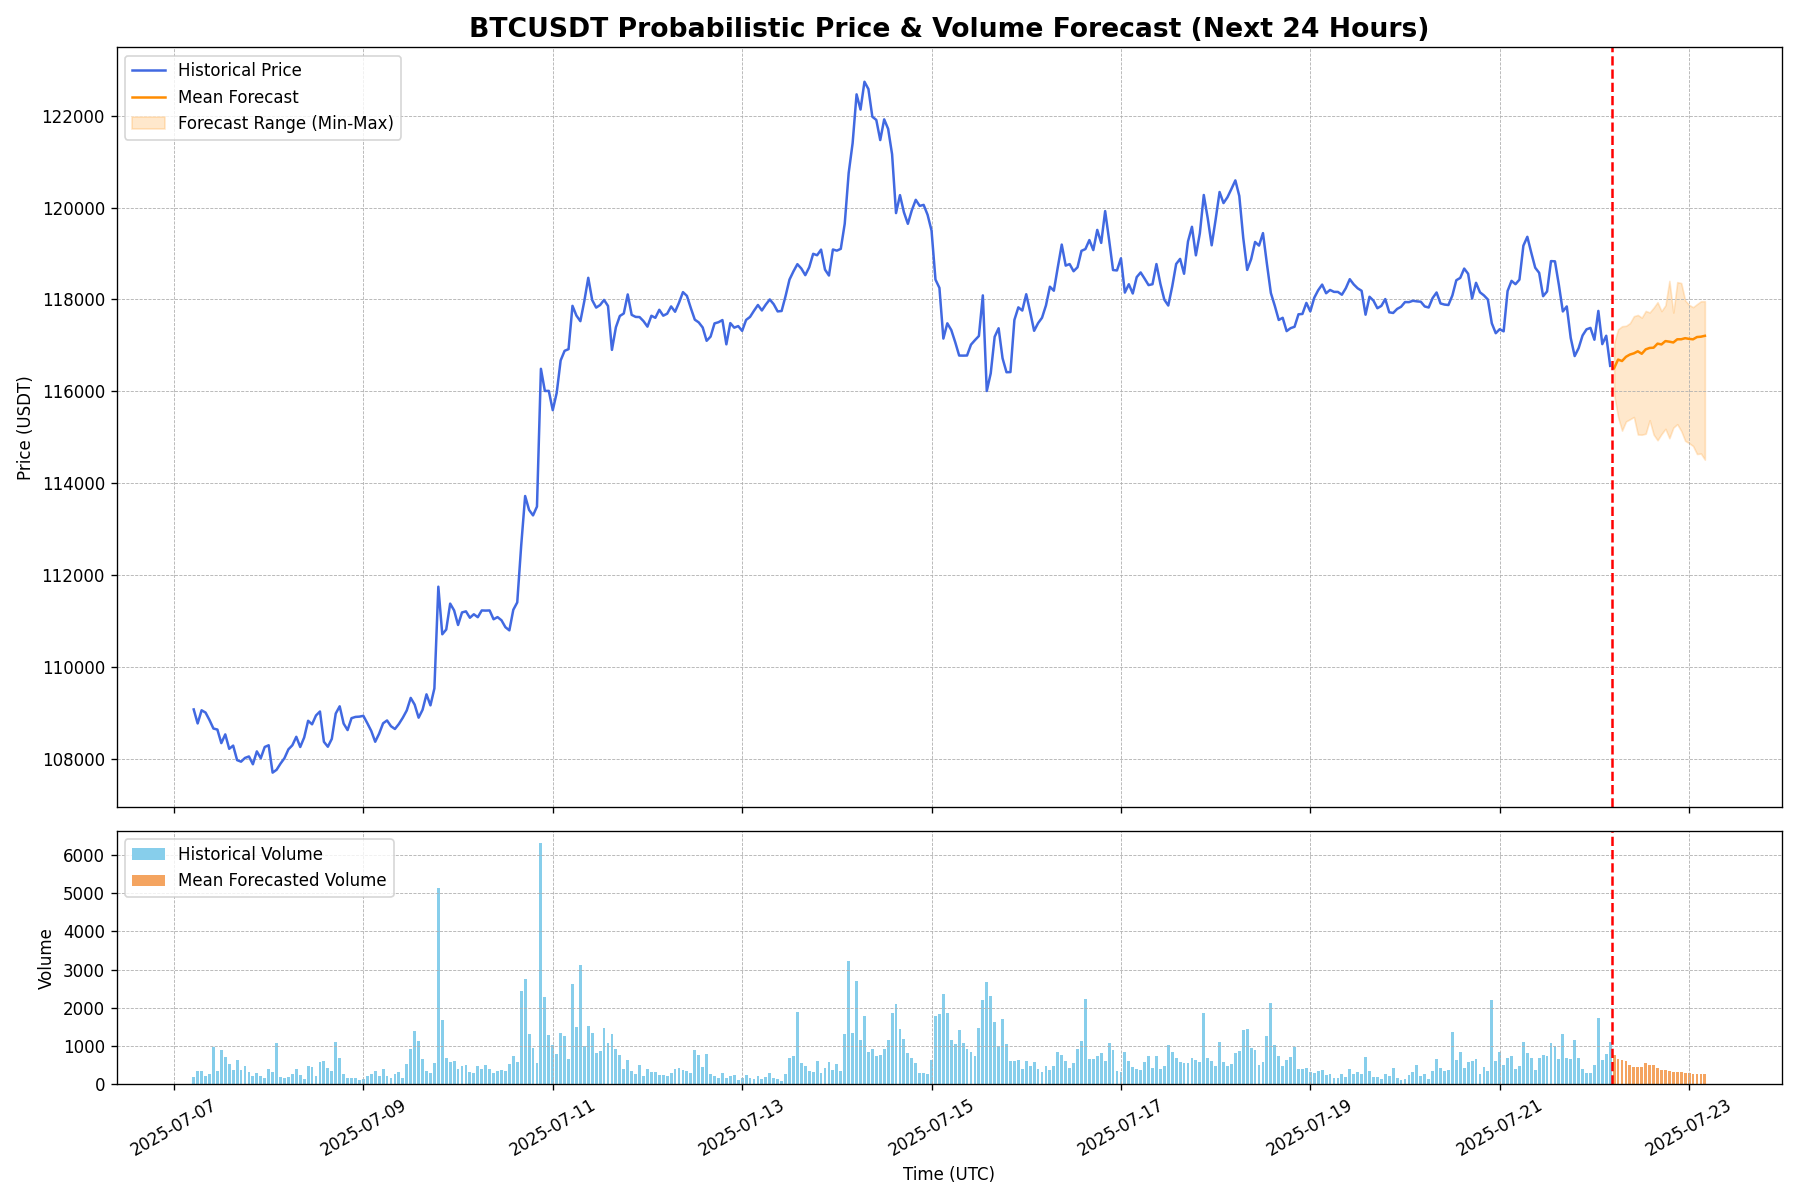 BTCUSDT Probabilistic Price & Volume Forecast (Next 24 Hours)
Historical Price
Mean Forecast
Forecast Range (Min-Max)
122000
120000
118000
116000
114000
112000
110000
108000
Price (USDT)
Historical Volume
Mean Forecasted Volume
6000
5000
4000
3000
2000
1000
0
Volume
2025-07-07
2025-07-09
2025-07-11
2025-07-13
2025-07-15
2025-07-17
2025-07-19
2025-07-21
2025-07-23
Time (UTC)